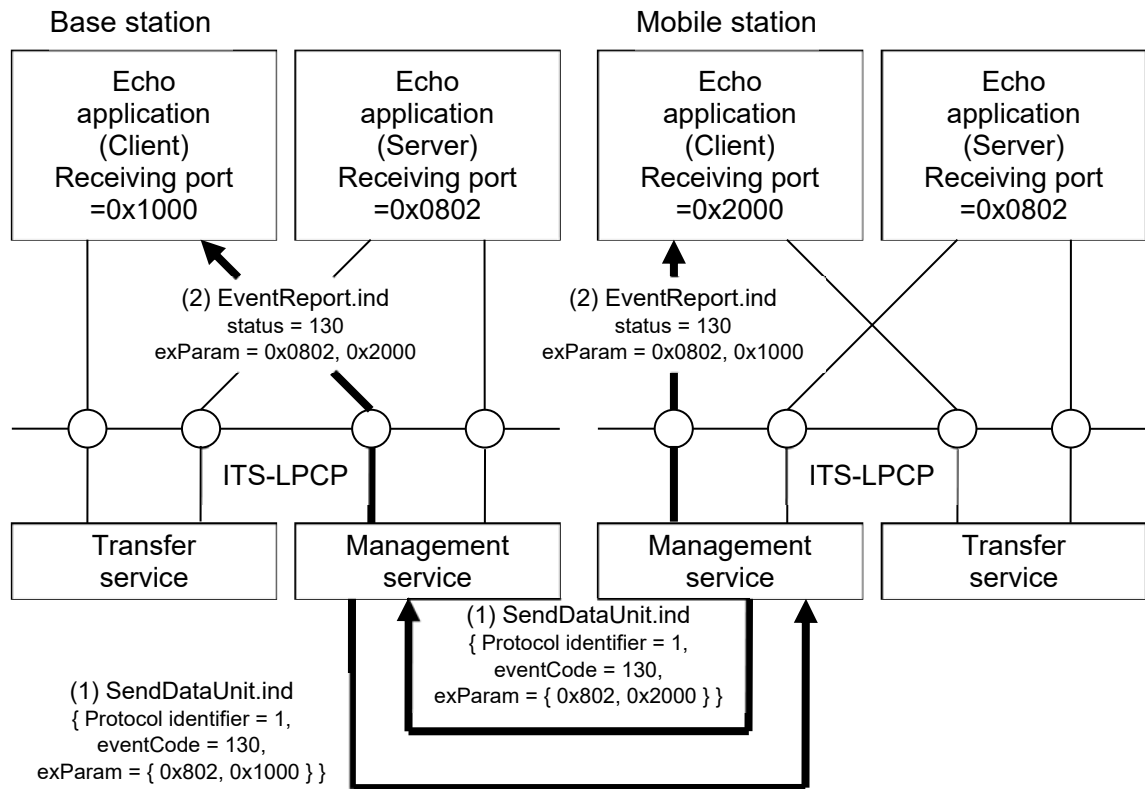 Base station
Mobile station
Echo
application
(Client)
Receiving port
=0x1000
Echo
application
(Server)
Receiving port
=0x0802
Echo
application
(Client)
Receiving port
=0x2000
Echo
application
(Server)
Receiving port
=0x0802
(2) EventReport.ind
status = 130
exParam = 0x0802, 0x2000
(2) EventReport.ind
status = 130
exParam = 0x0802, 0x1000
ITS-LPCP
ITS-LPCP
Transfer
service
Management
service
Management
service
Transfer
service
(1) SendDataUnit.ind
{ Protocol identifier = 1,
eventCode = 130,
exParam = { 0x802, 0x2000 } }
(1) SendDataUnit.ind
{ Protocol identifier = 1,
eventCode = 130,
exParam = { 0x802, 0x1000 } }